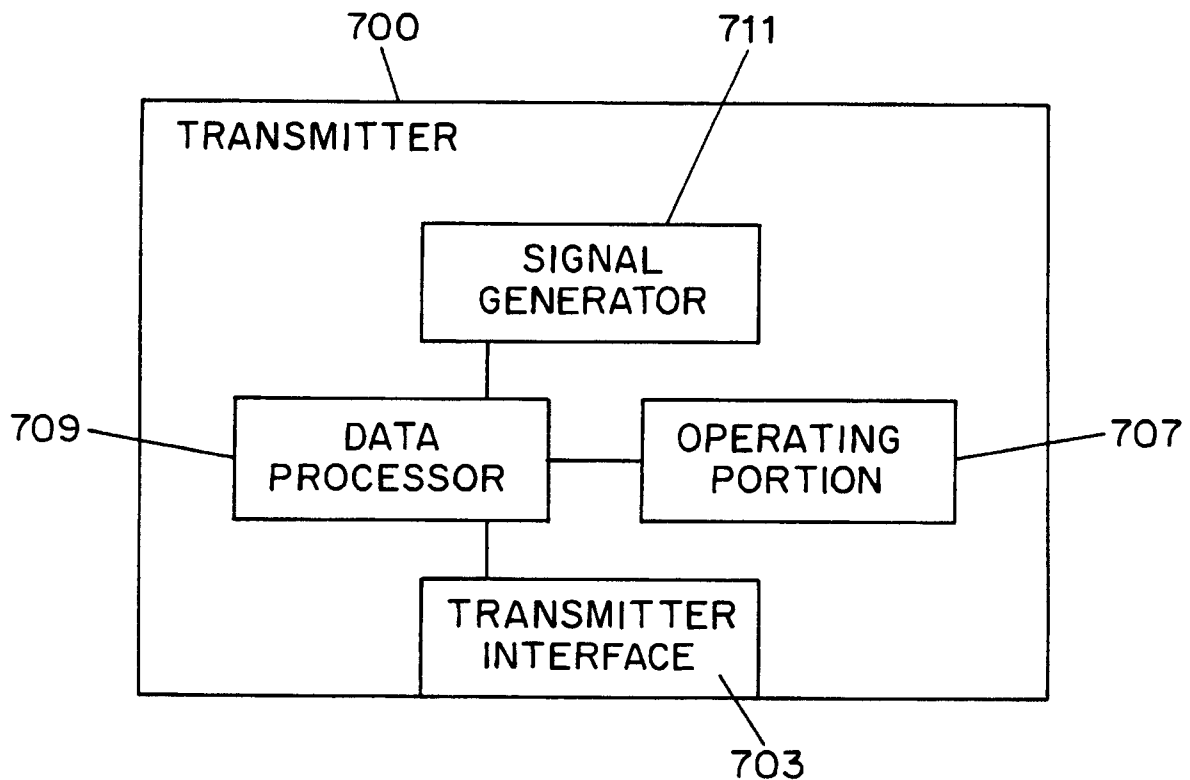 700
711
TRANSMITTER
SIGNAL
GENERATOR
709
DATA
PROCESSOR
OPERATING
PORTION
707
TRANSMITTER
INTERFACE
703